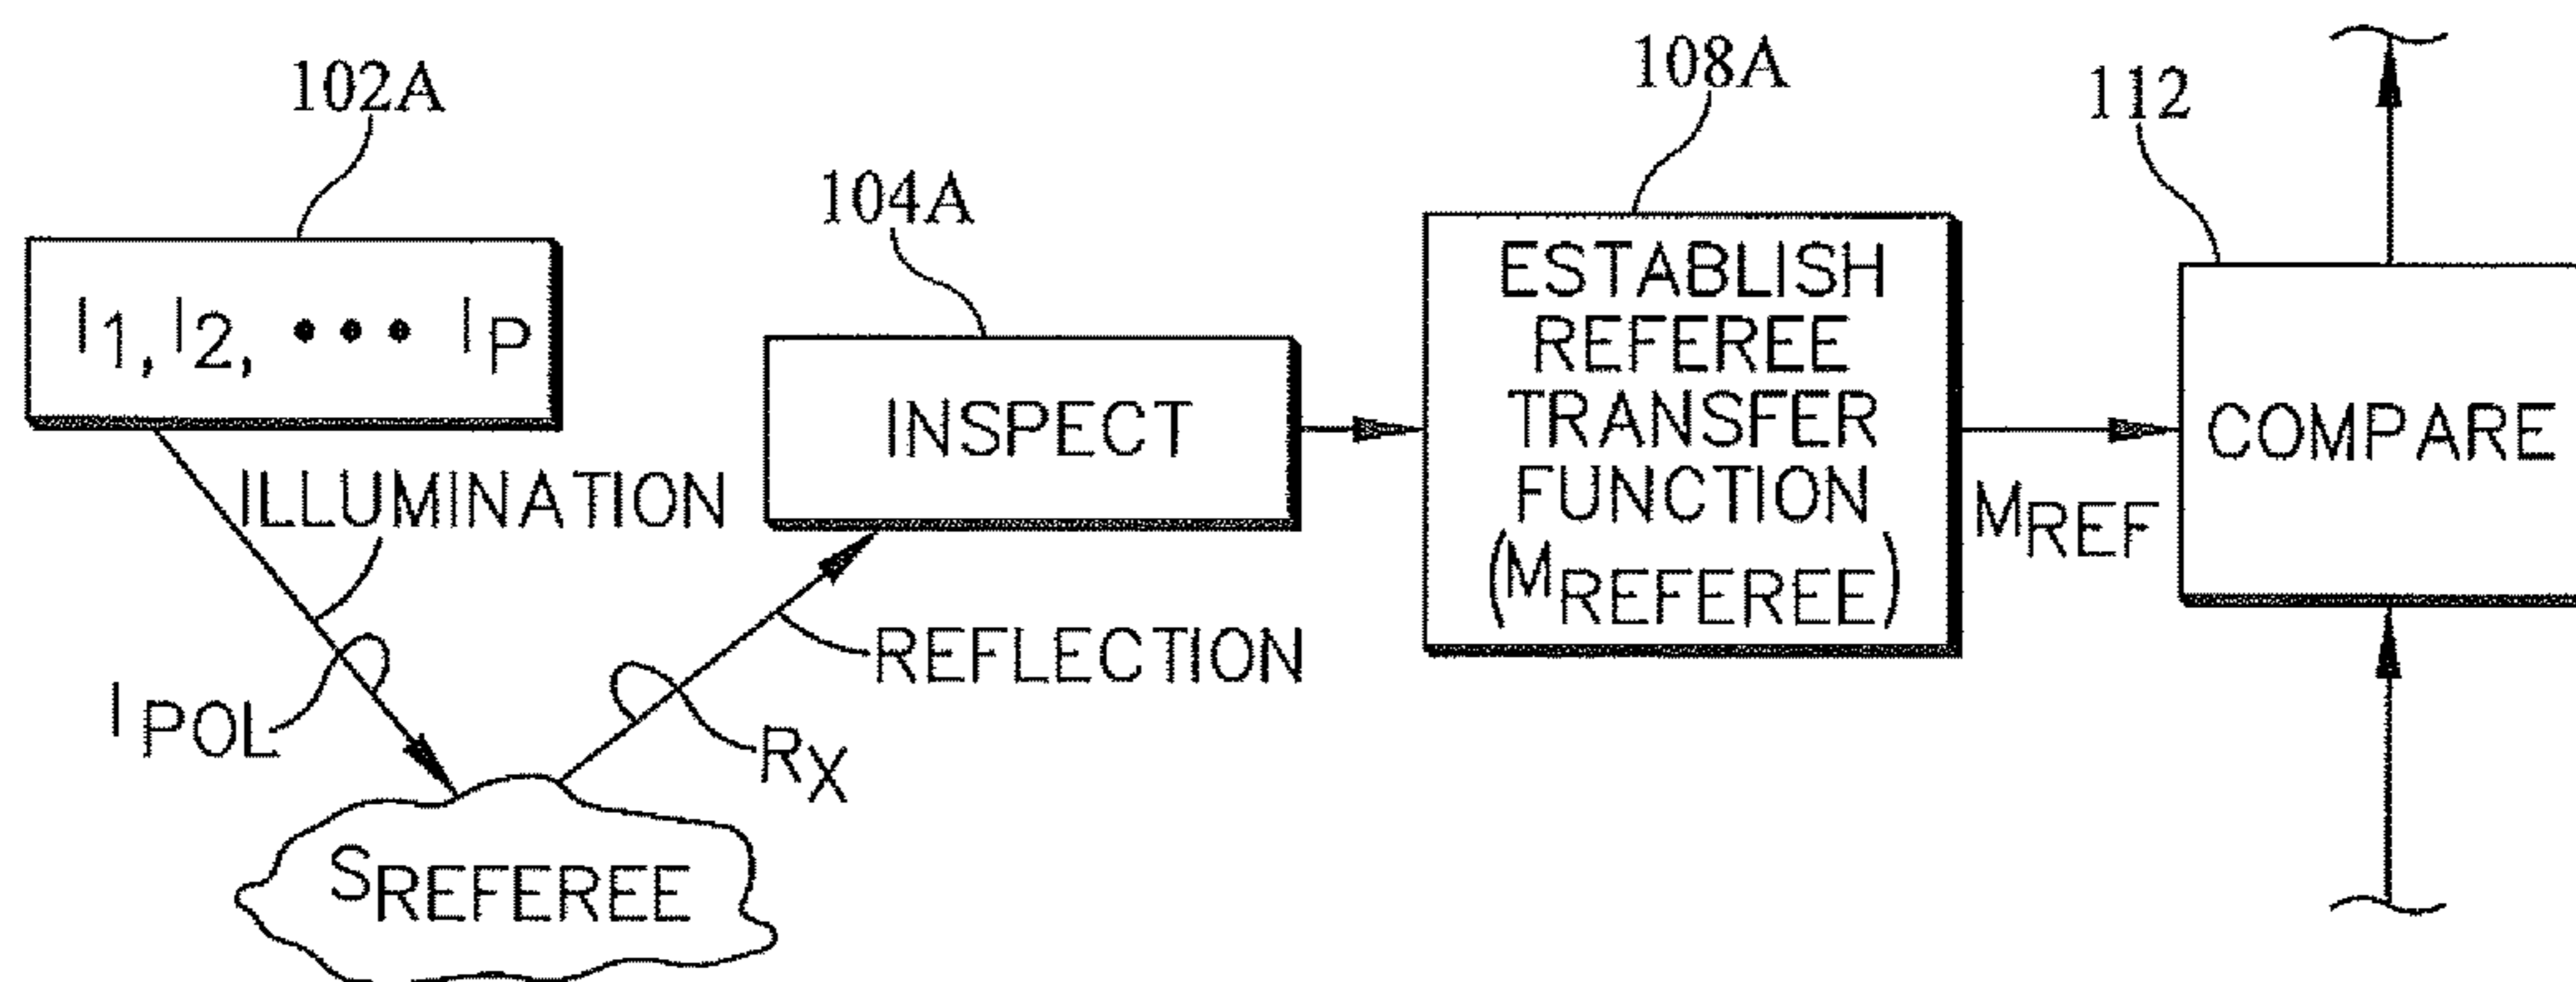 102A
104A
108A
112
I1, I2, ••• IP
INSPECT
ESTABLISH
REFEREE
TRANSFER
FUNCTION
(MREFEREE)
MREF
COMPARE
ILLUMINATION
REFLECTION
IPOL
RX
SREFEREE